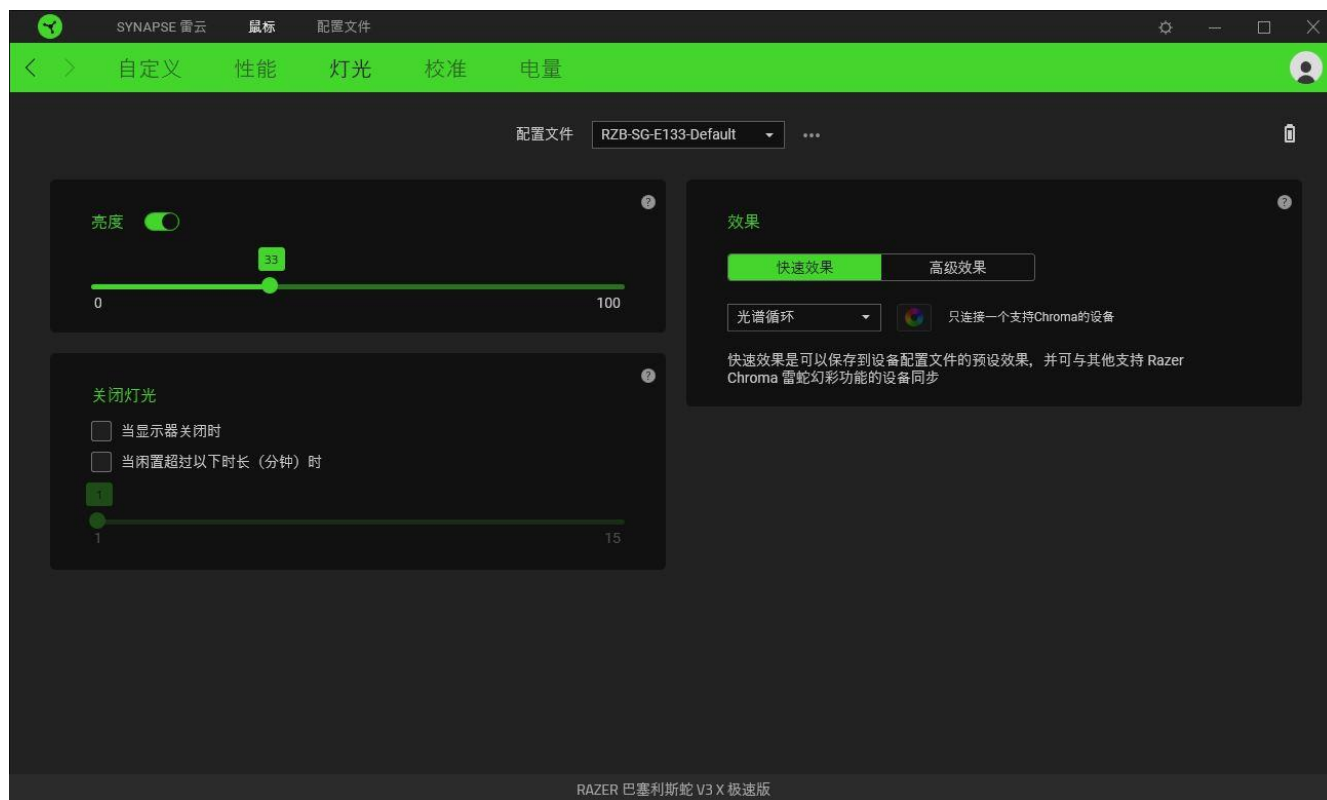 SYNAPSE 雷云 鼠标 配置文件
自定义 性能 灯光 校准 电量
配置文件 RZB-SG-E133-Default
亮度
33
0 100
关闭灯光
当显示器关闭时
当闲置超过以下时长（分钟）时
1
1 15
效果
快速效果 高级效果
光谱循环 只连接一个支持Chroma的设备
快速效果是可以保存到设备配置文件的预设效果，并可与其他支持 Razer
Chroma 雷蛇幻彩功能的设备同步
RAZER 巴塞利斯蛇 V3 X 极速版